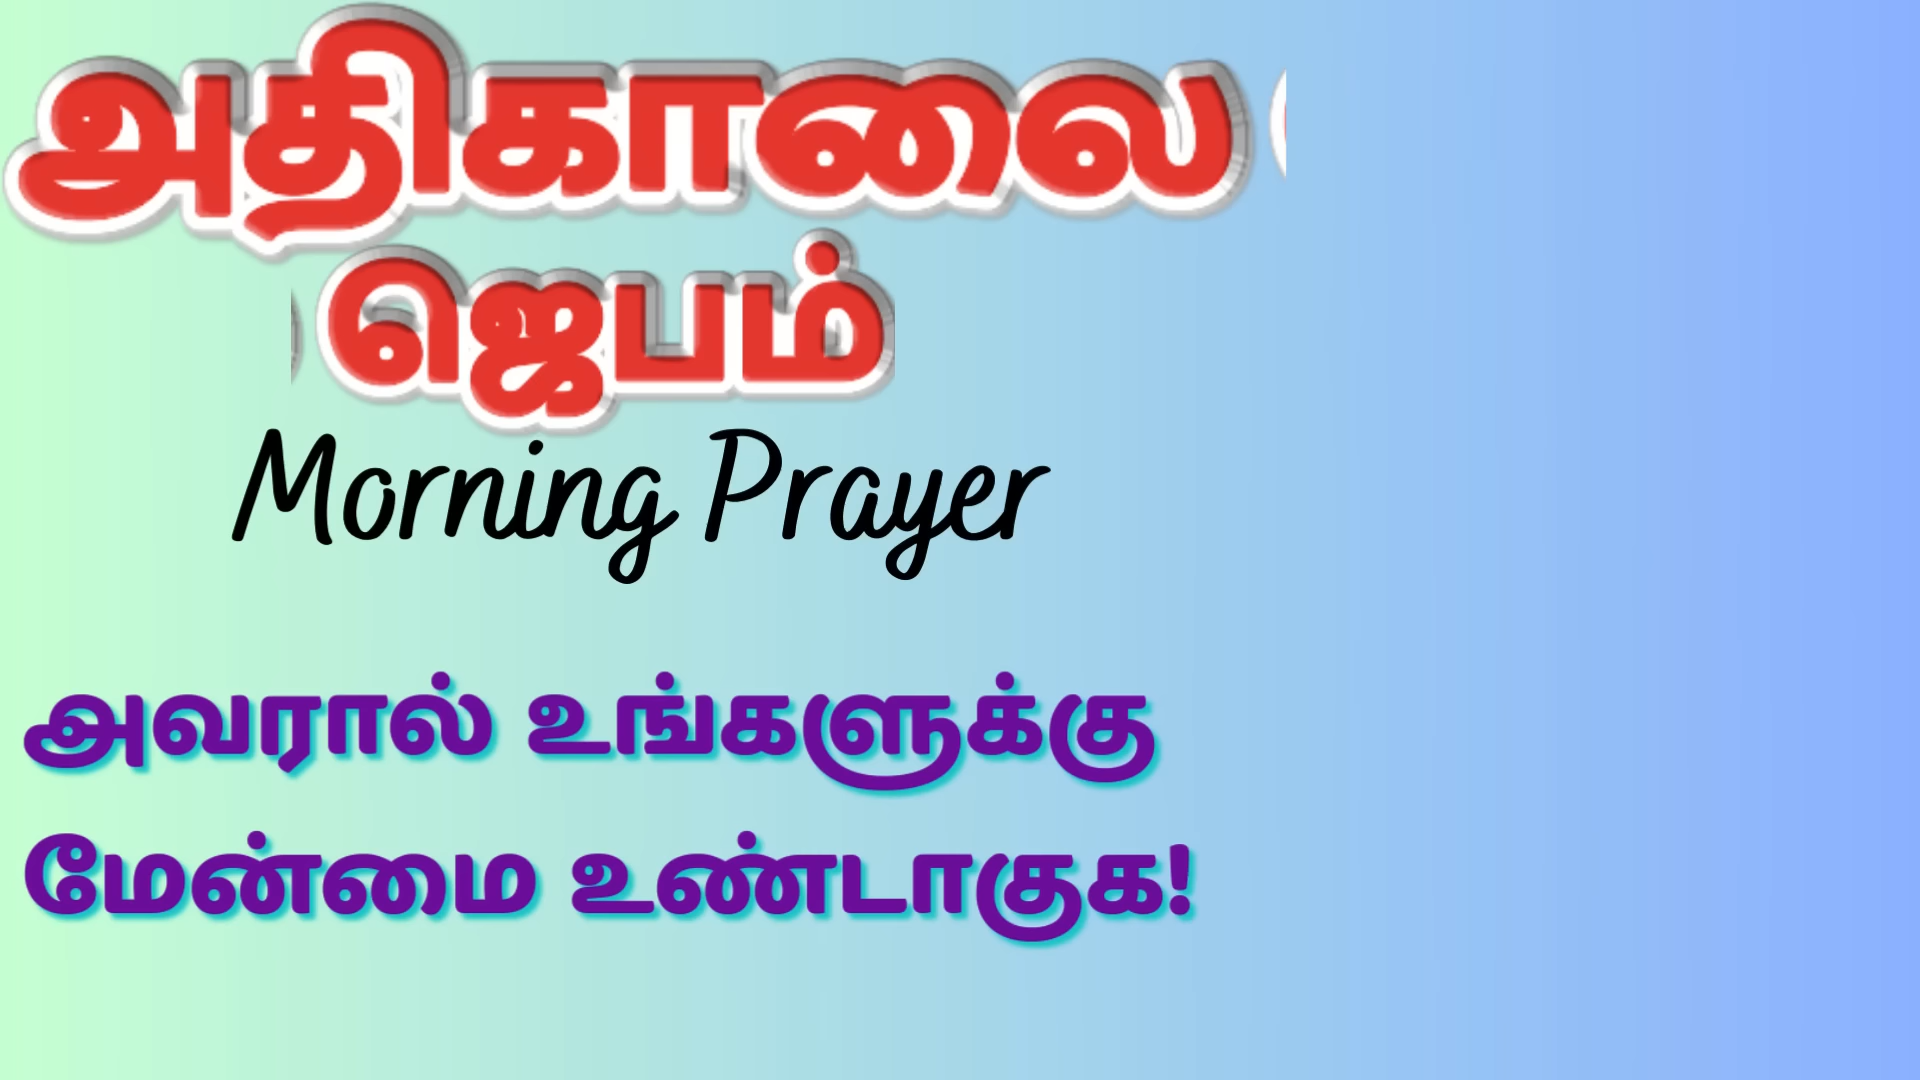 அதிகாலை
ஜெபம்
Morning Prayer
அவரால் உங்களுக்கு
மேன்மை உண்டாகுக!